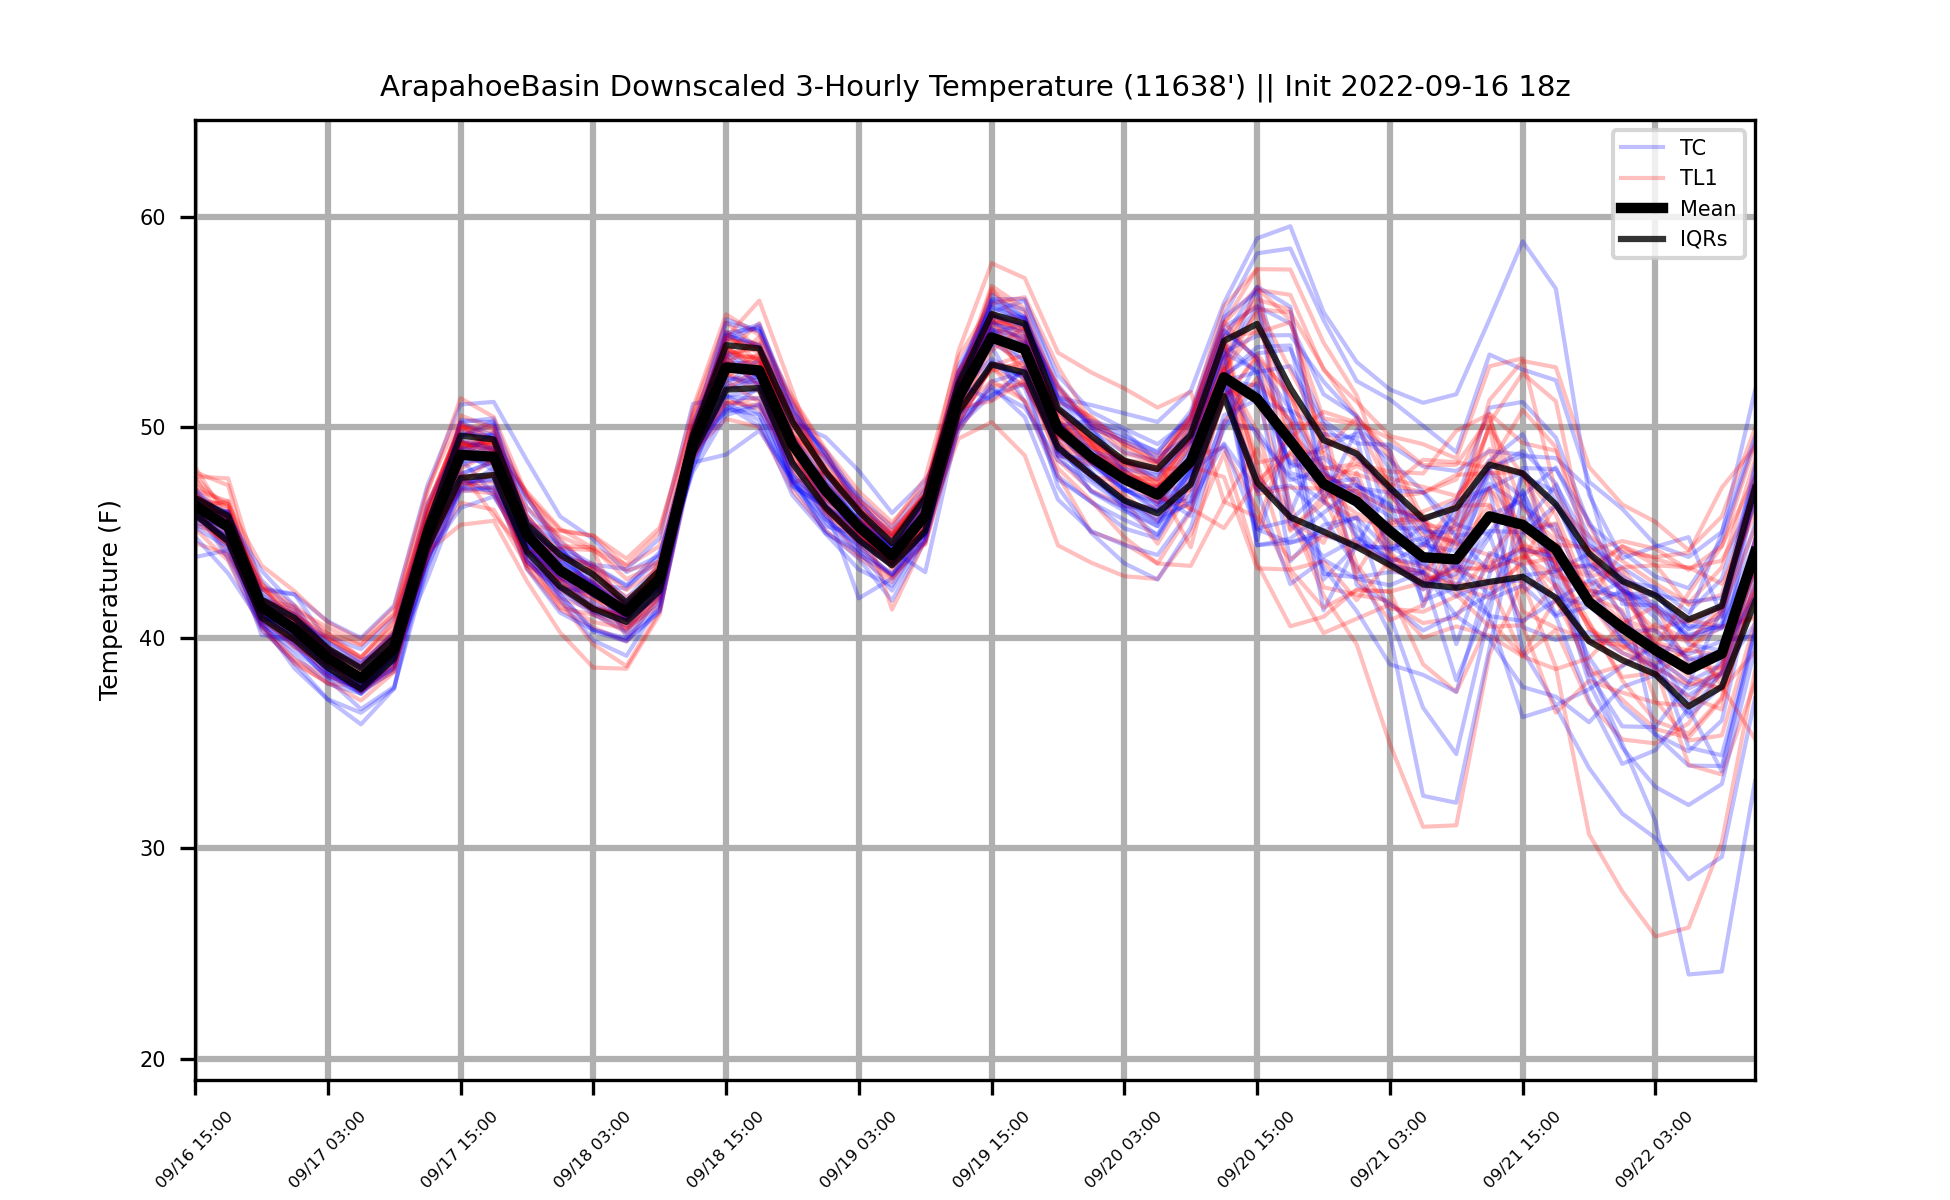 ArapahoeBasin Downscaled 3-Hourly Temperature (11638') || Init 2022-09-16 18z
TC
TL1
Mean
IQRs
Temperature (F)
60
50
40
30
20
09/16 15:00
09/17 03:00
09/17 15:00
09/18 03:00
09/18 15:00
09/19 03:00
09/19 15:00
09/20 03:00
09/20 15:00
09/21 03:00
09/21 15:00
09/22 03:00